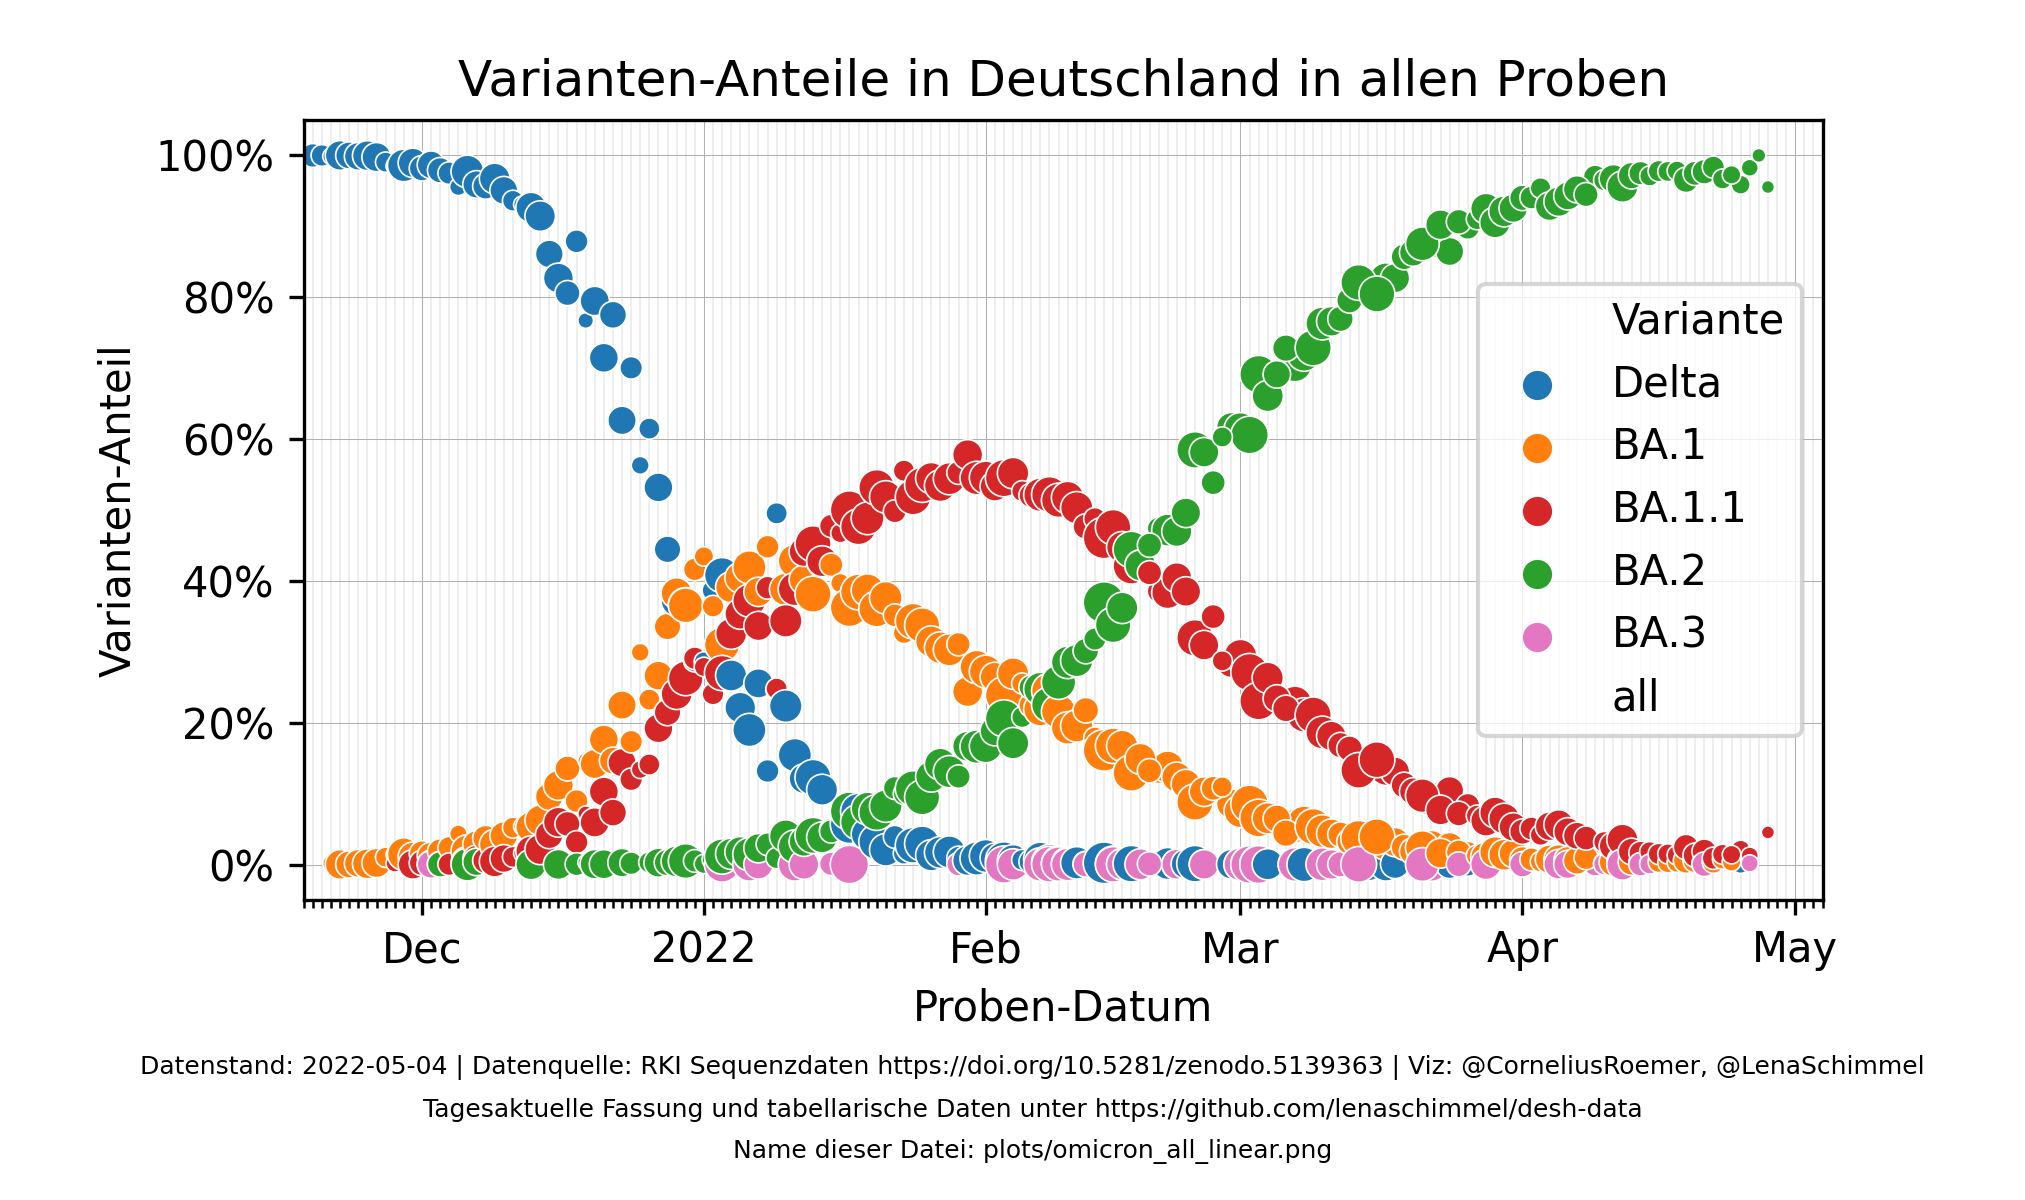 Varianten-Anteile in Deutschland in allen Proben
Varianten-Anteil
100%
80%
60%
40%
20%
0%
Variante
Delta
BA.1
BA.1.1
BA.2
BA.3
all
Dec 2022 Feb Mar Apr May
Proben-Datum
Datenstand: 2022-05-04 | Datenquelle: RKI Sequenzdaten https://doi.org/10.5281/zenodo.5139363 | Viz: @CorneliusRoemer, @LenaSchimmel
Tagesaktuelle Fassung und tabellarische Daten unter https://github.com/lenaschimmel/desh-data
Name dieser Datei: plots/omicron_all_linear.png